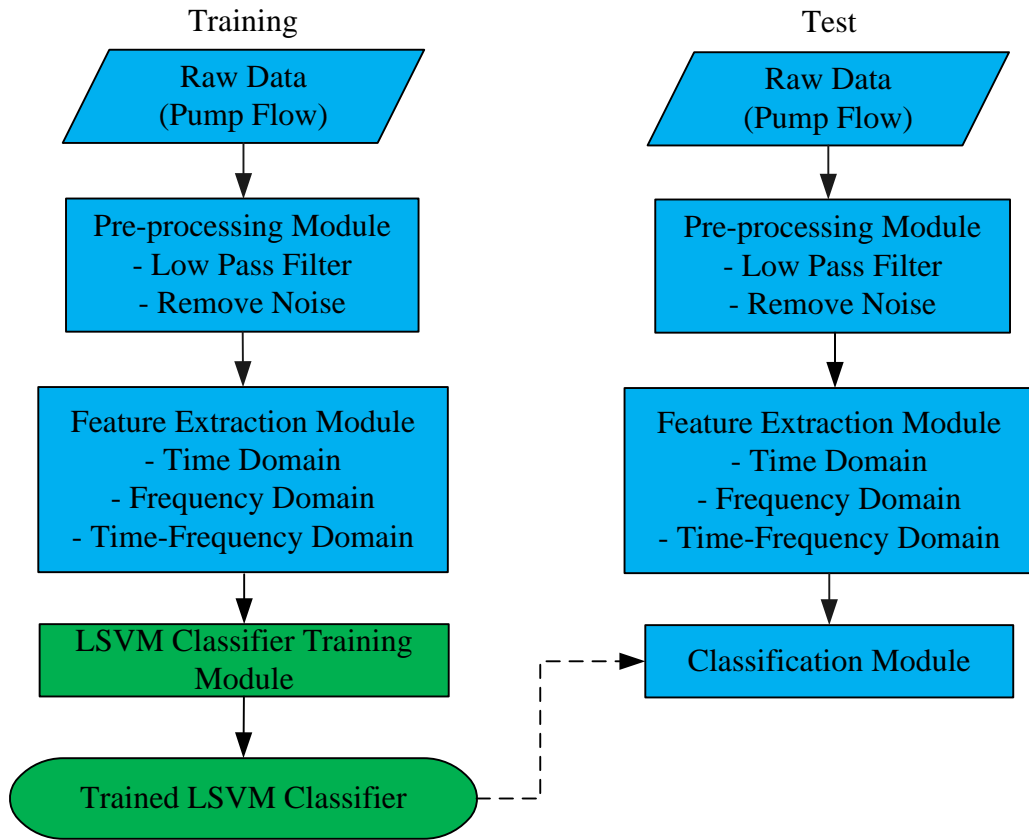 Training
Raw Data
(Pump Flow)
Pre-processing Module
- Low Pass Filter
- Remove Noise
Feature Extraction Module
- Time Domain
- Frequency Domain
- Time-Frequency Domain
LSVM Classifier Training
Module
Trained LSVM Classifier
Test
Raw Data
(Pump Flow)
Pre-processing Module
- Low Pass Filter
- Remove Noise
Feature Extraction Module
- Time Domain
- Frequency Domain
- Time-Frequency Domain
Classification Module